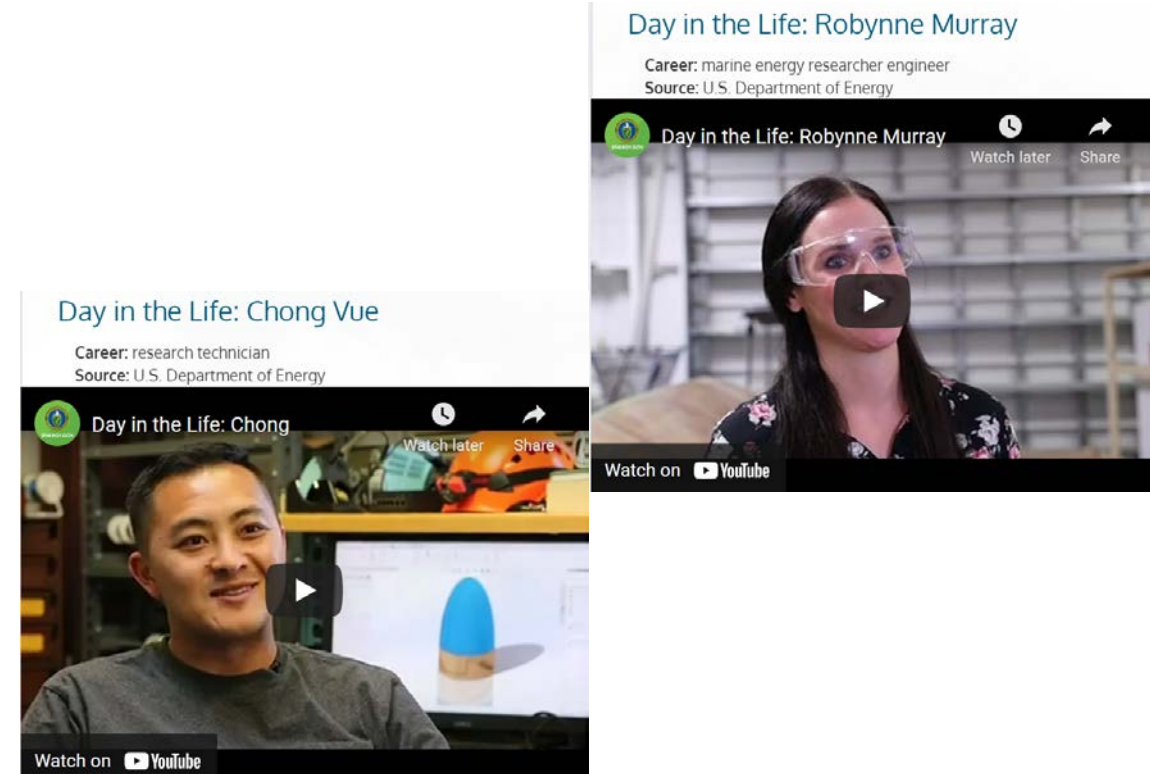 Day in the Life: Robynne Murray
Career: marine energy researcher engineer
Source: U.S. Department of Energy
Day in the Life: Robynne Murray
Watch later
Share
Watch on YouTube
Day in the Life: Chong Vue
Career: research technician
Source: U.S. Department of Energy
Day in the Life: Chong
Watch later
Share
Watch on YouTube